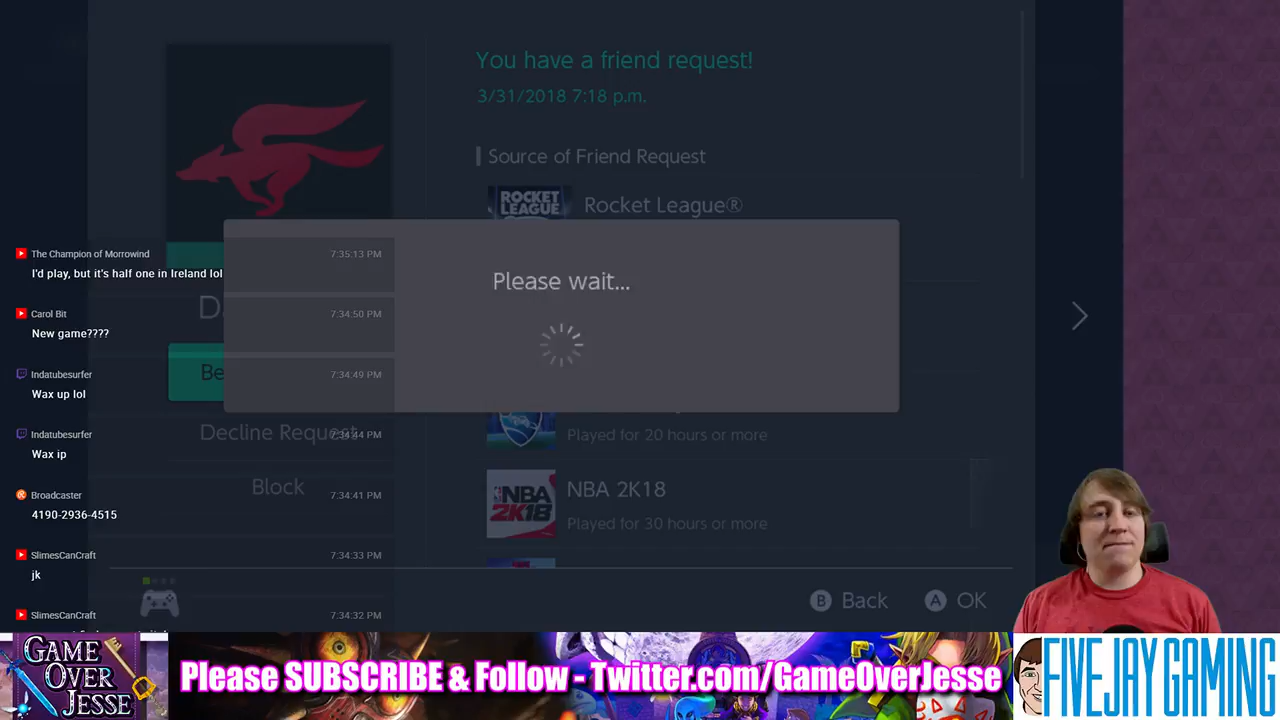 You have a friend request!
3/31/2018 7:18 p.m.
Source of Friend Request
ROCKET LEAGUE
Rocket League®
Please wait...
The Champion of Morrowind 7:35:13 PM
I'd play, but it's half one in Ireland lol
D
Carol Bit 7:34:50 PM
New game????
Be
Indatubesurfer 7:34:49 PM
Wax up lol
Decline Request
Indatubesurfer 7:34:44 PM
Wax ip
Block
Broadcaster 7:34:41 PM
4190-2936-4515
SlimesCanCraft 7:34:33 PM
jk
SlimesCanCraft 7:34:32 PM
Played for 20 hours or more
NBA 2K18
NBA 2K18
Played for 30 hours or more
B Back
A OK
GAME OVER JESSE
Please SUBSCRIBE & Follow - Twitter.com/GameOverJesse
FIVEJAYGAMING